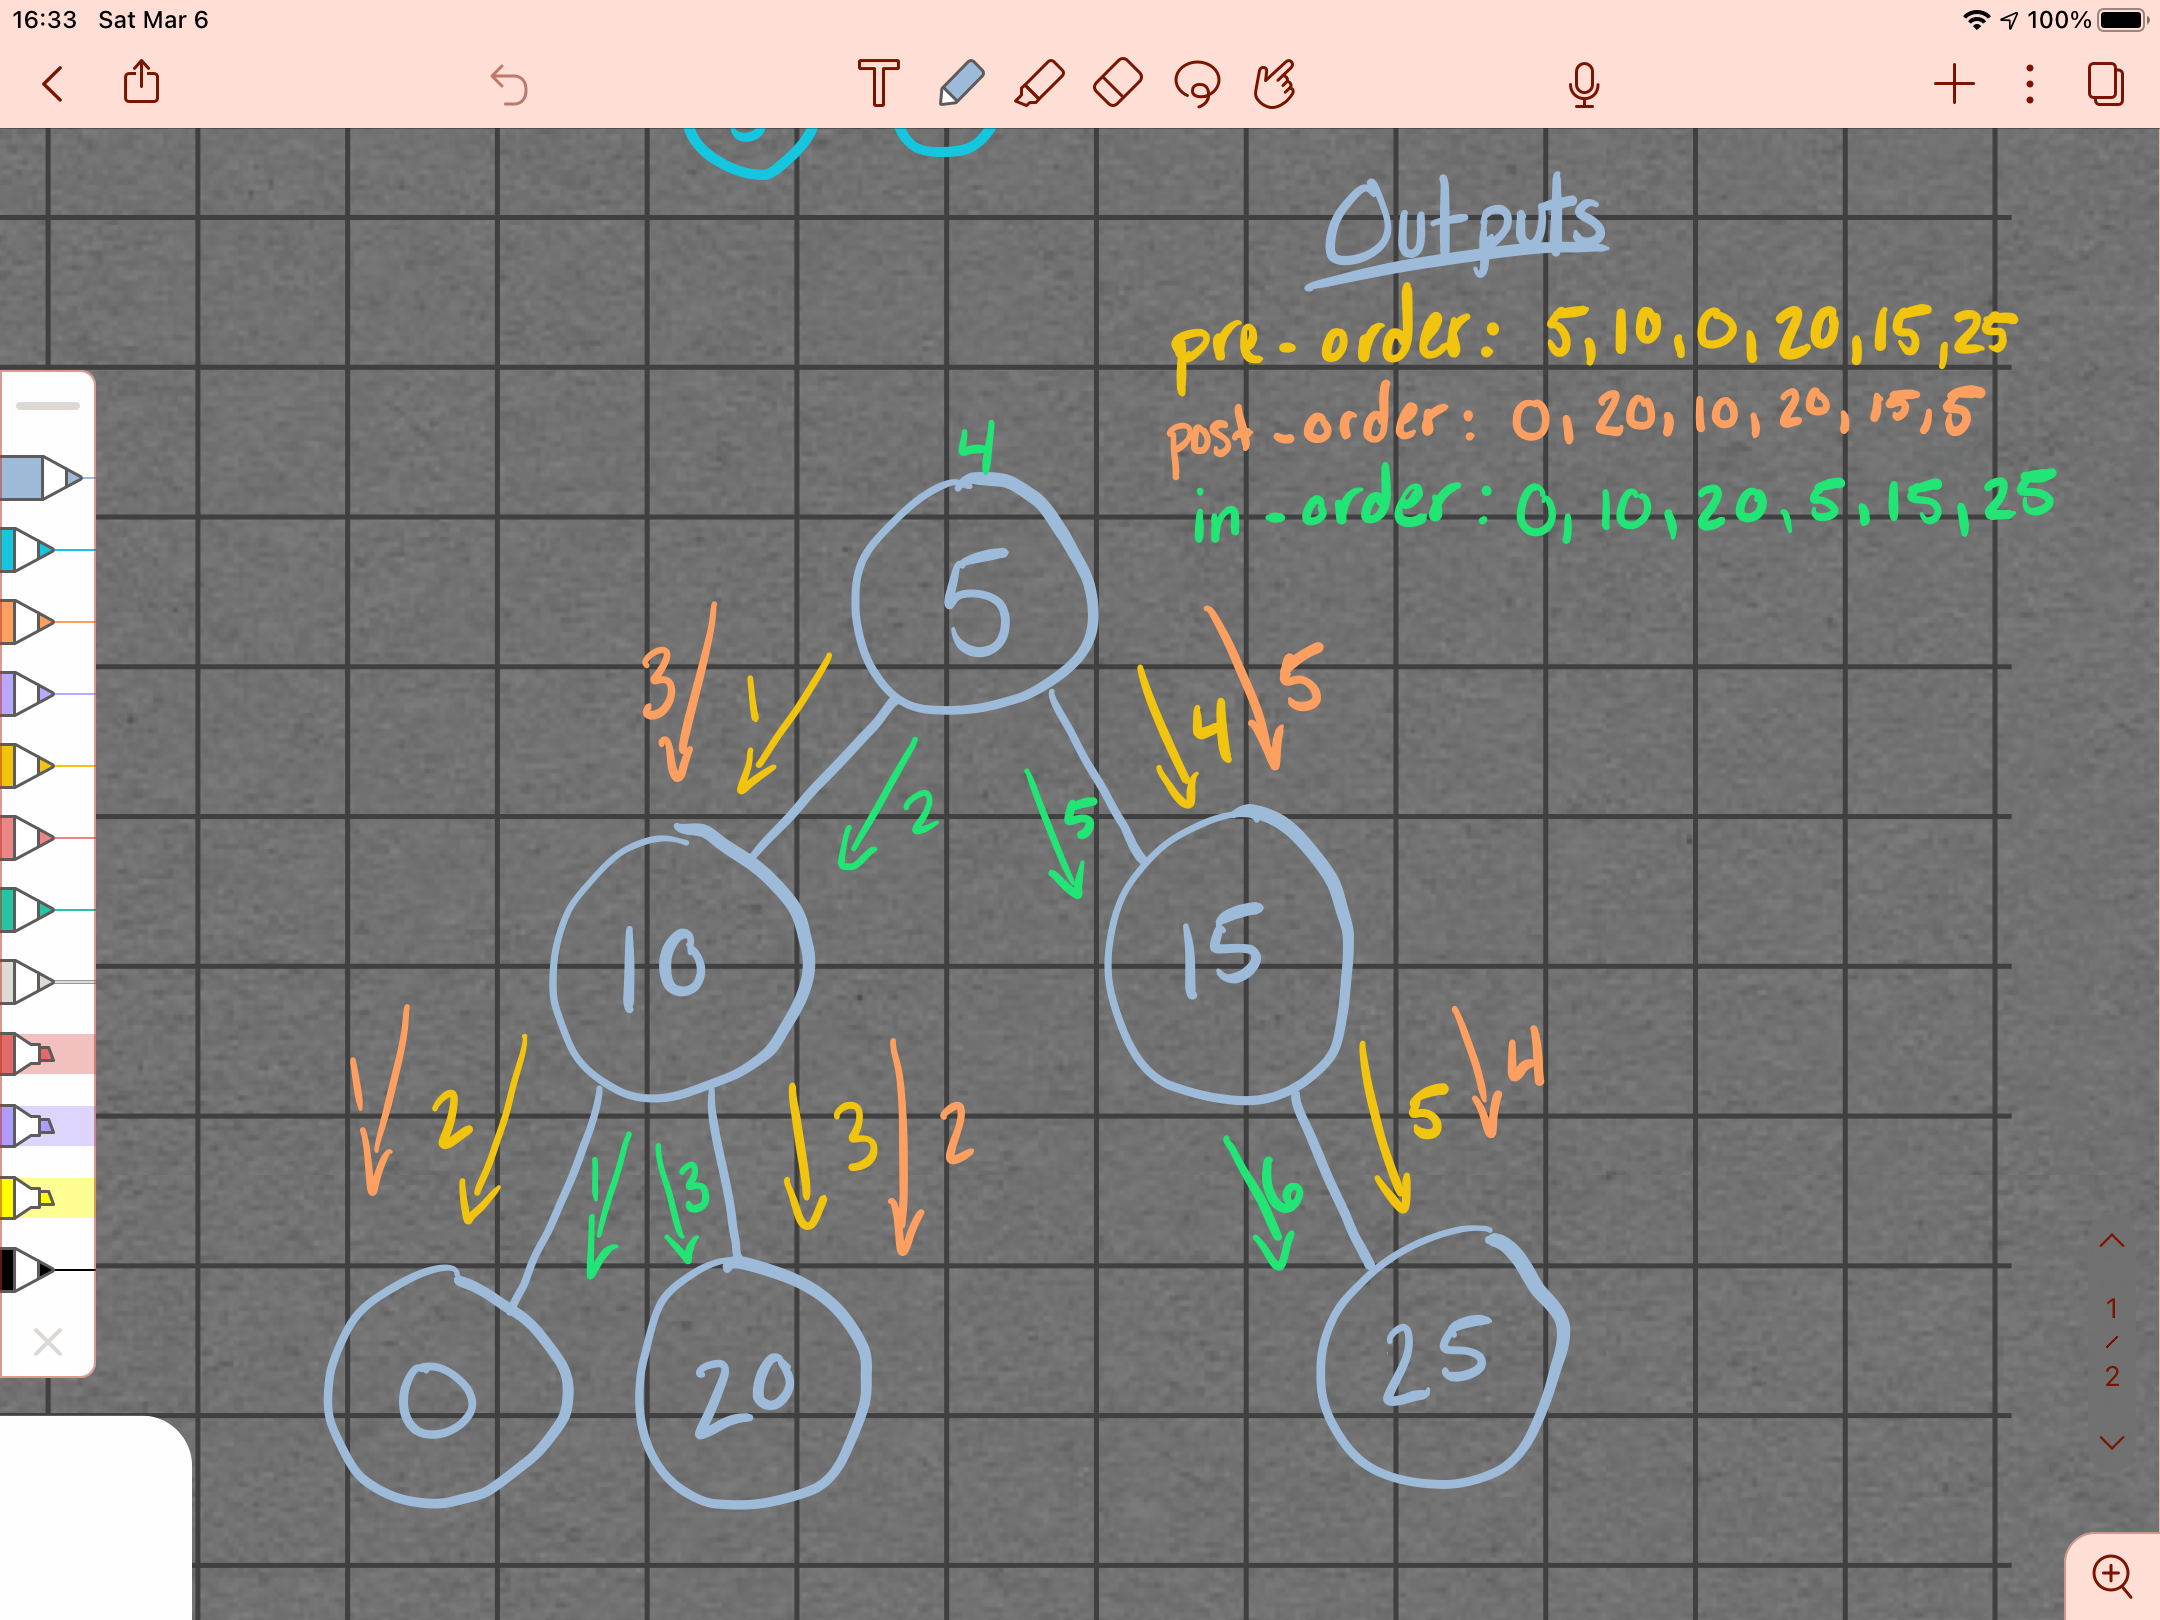 16:33 Sat Mar 6 100%
T
Outputs
pre-order: 5, 10, 0, 20, 15, 25
post-order: 0, 20, 10, 20, 15, 5
in-order: 0, 10, 20, 5, 15, 25
4
5
3 1 4 5
2 5
10 15
1 2 3 2 5 4
1 3 6
0 20 25
1
/
2